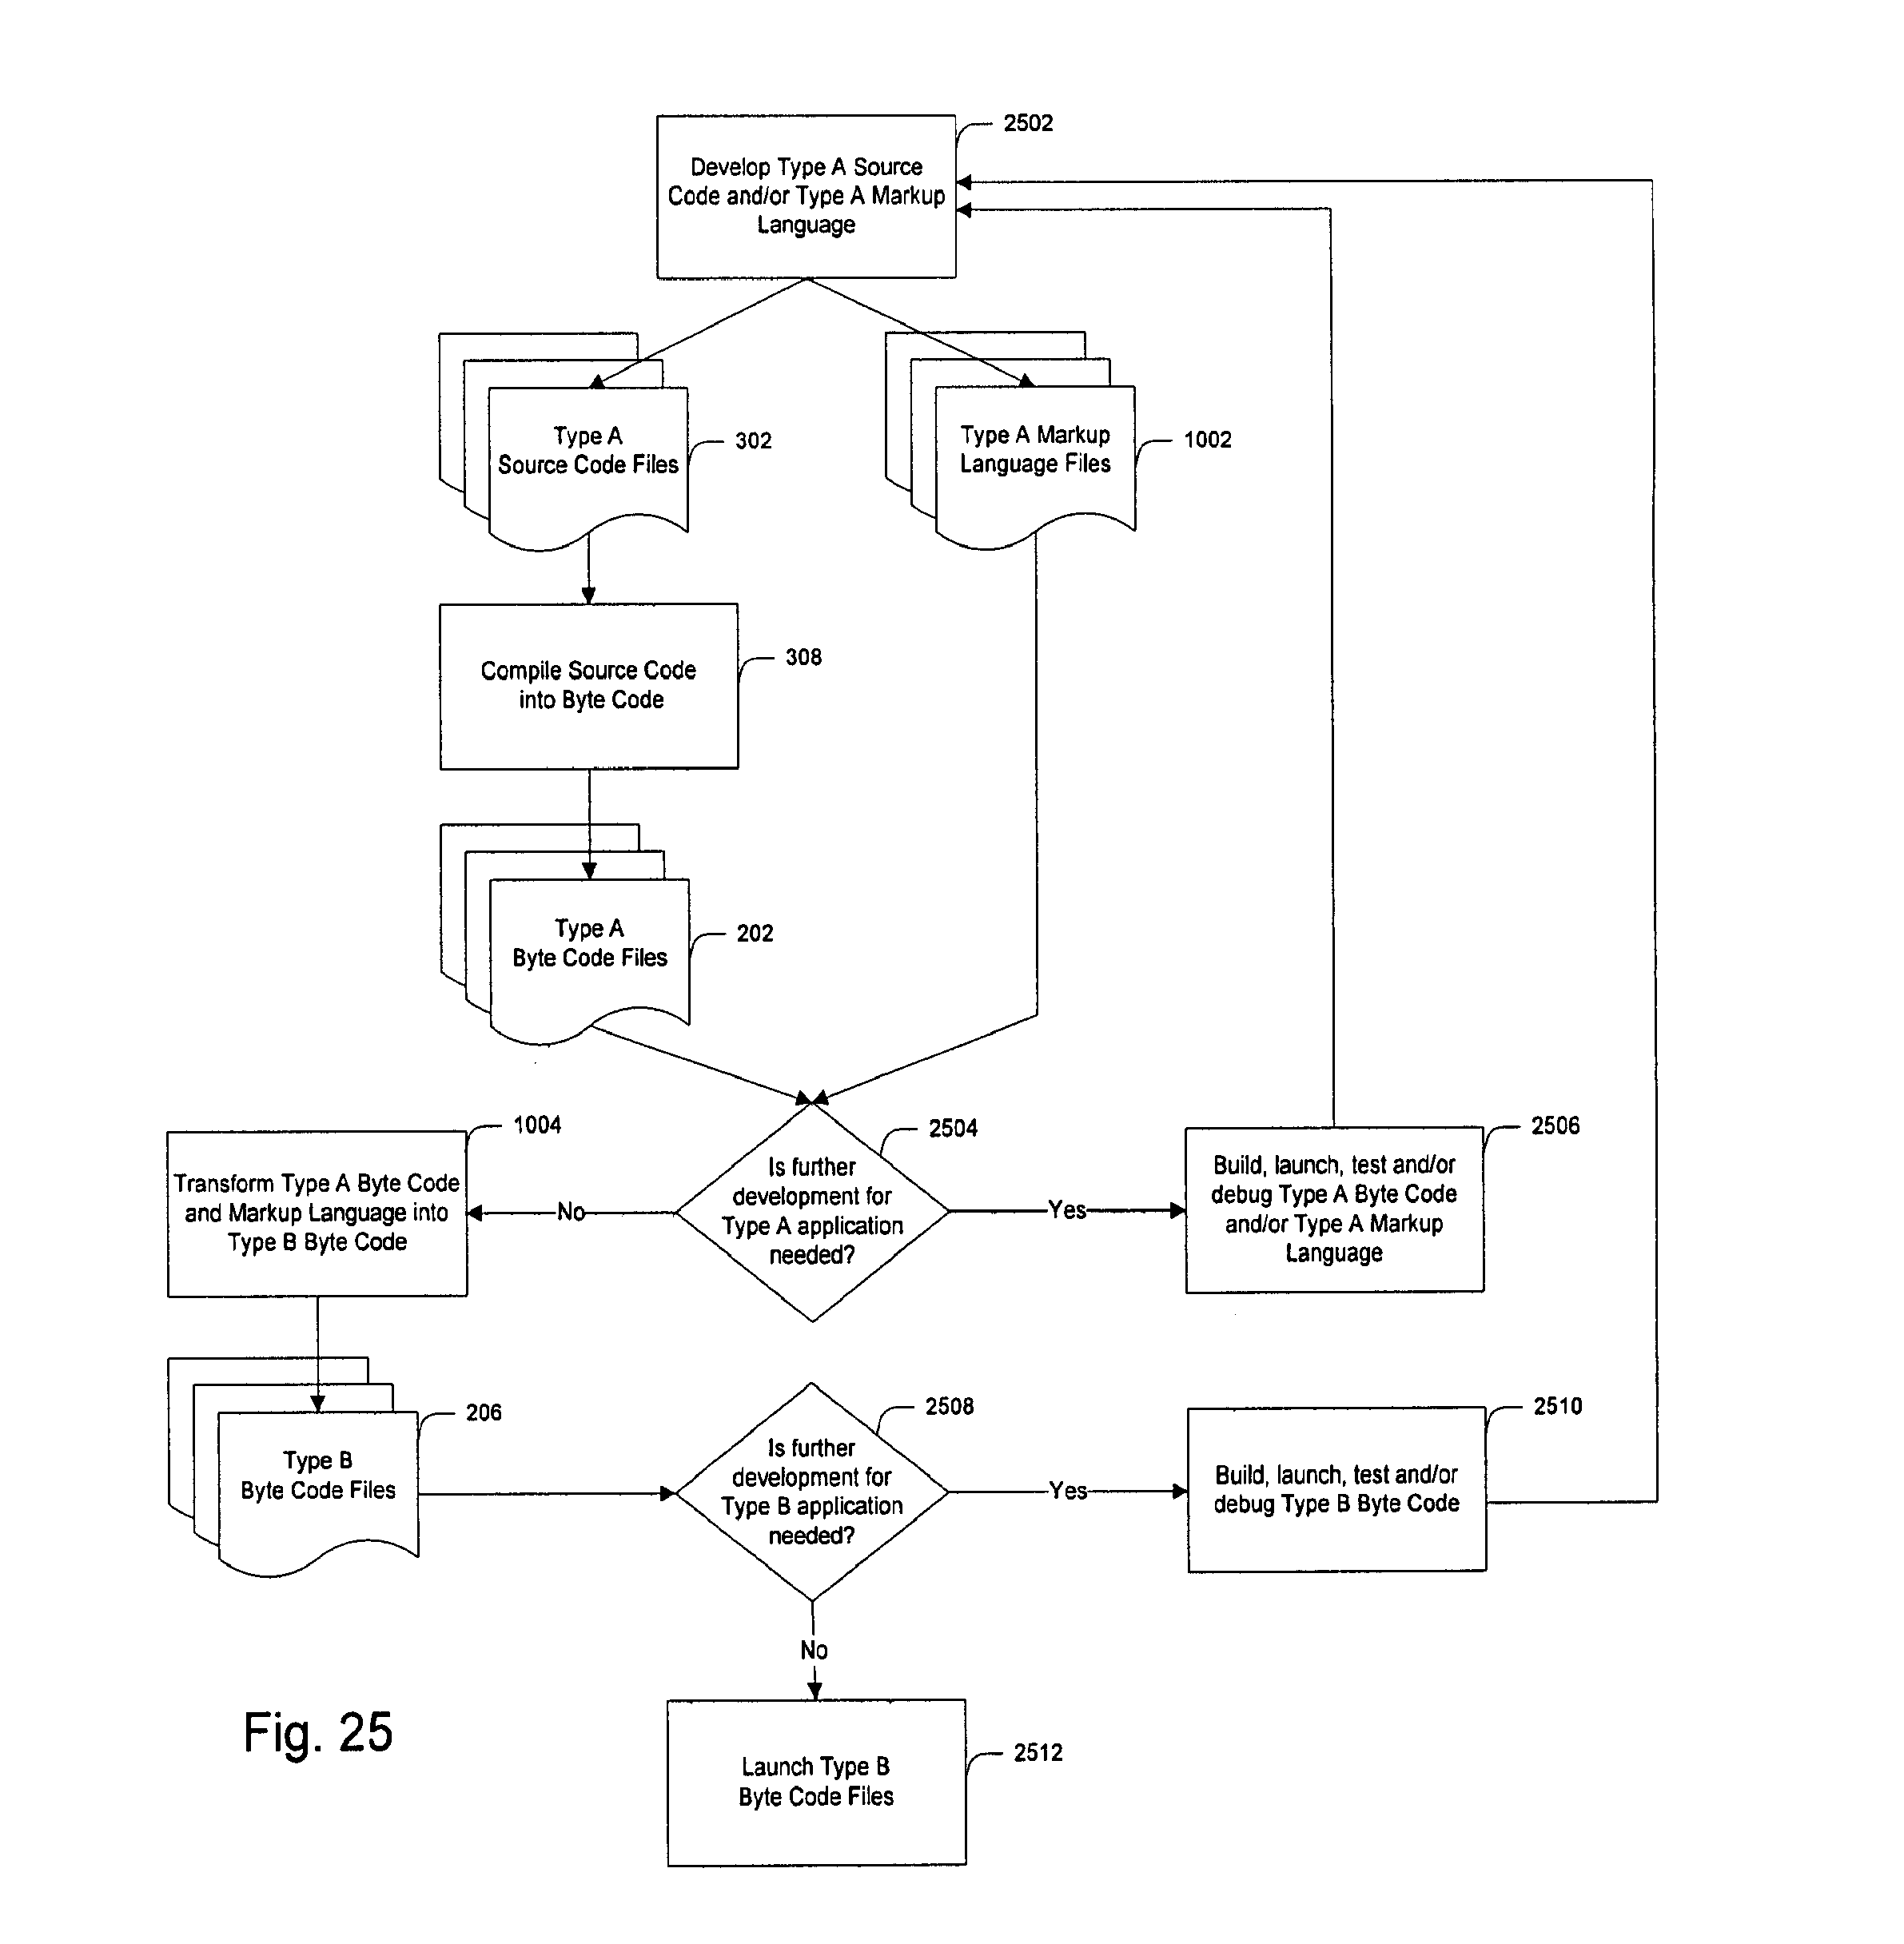 2502
Develop Type A Source
Code and/or Type A Markup
Language
Type A
Source Code Files
302
Type A Markup
Language Files
1002
Compile Source Code
into Byte Code
308
Type A
Byte Code Files
202
1004
Transform Type A Byte Code
and Markup Language into
Type B Byte Code
No
2504
Is further
development for
Type A application
needed?
Yes
2506
Build, launch, test and/or
debug Type A Byte Code
and/or Type A Markup
Language
206
Type B
Byte Code Files
2508
Is further
development for
Type B application
needed?
Yes
2510
Build, launch, test and/or
debug Type B Byte Code
No
Fig. 25
2512
Launch Type B
Byte Code Files